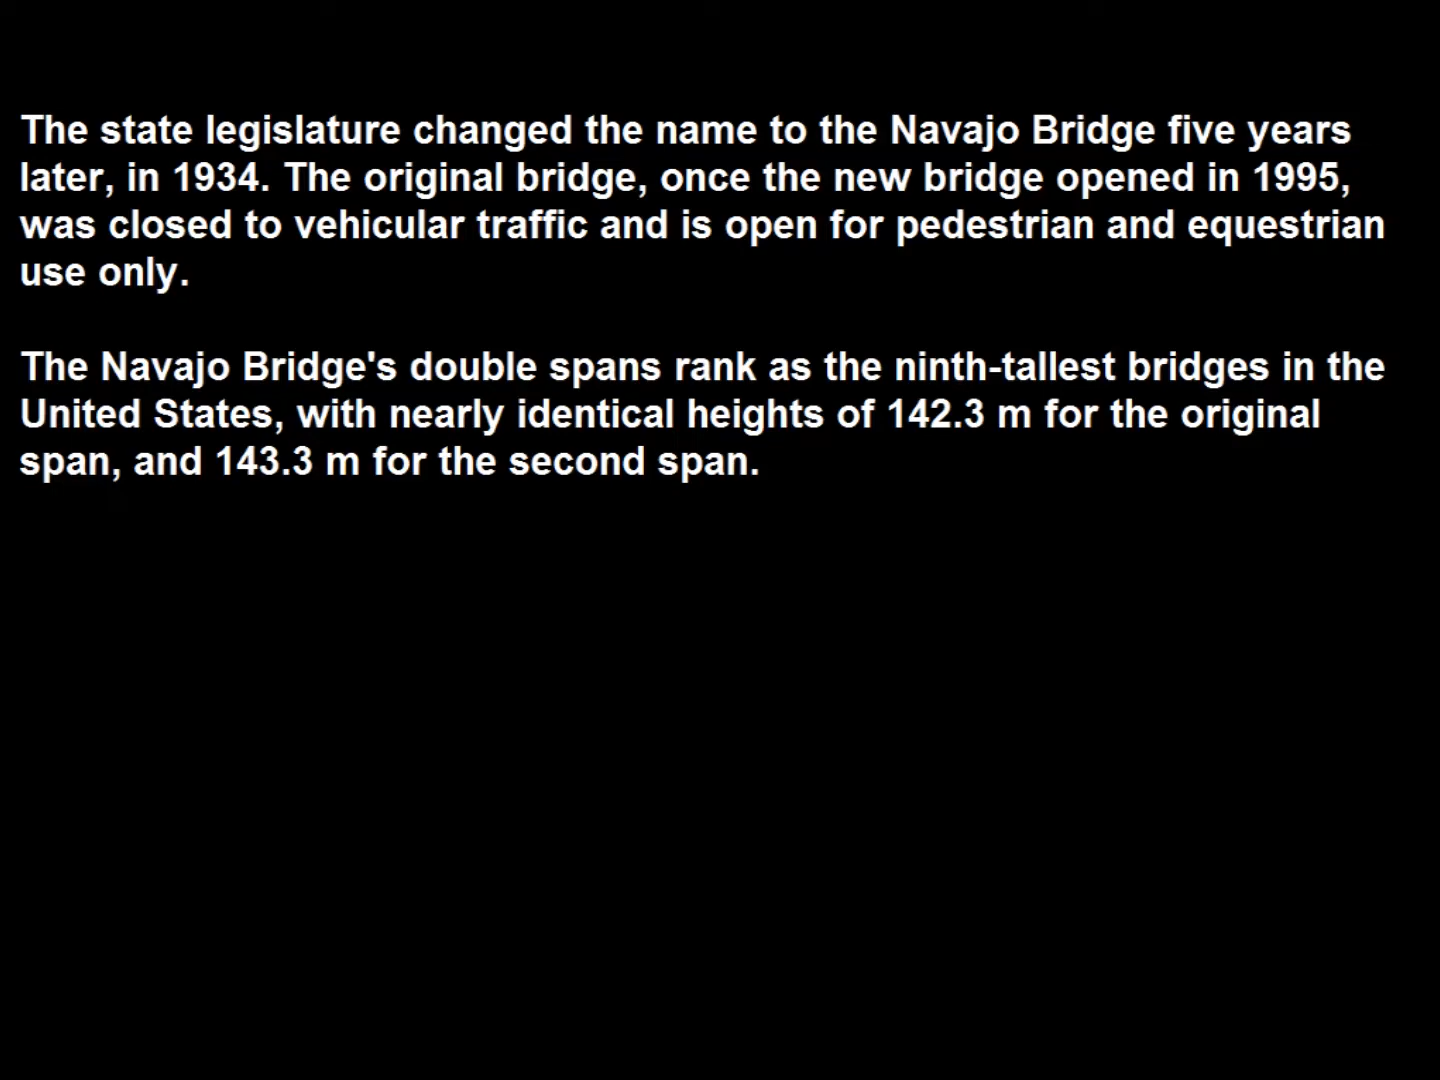 The state legislature changed the name to the Navajo Bridge five years
later, in 1934. The original bridge, once the new bridge opened in 1995,
was closed to vehicular traffic and is open for pedestrian and equestrian
use only.
The Navajo Bridge's double spans rank as the ninth-tallest bridges in the
United States, with nearly identical heights of 142.3 m for the original
span, and 143.3 m for the second span.